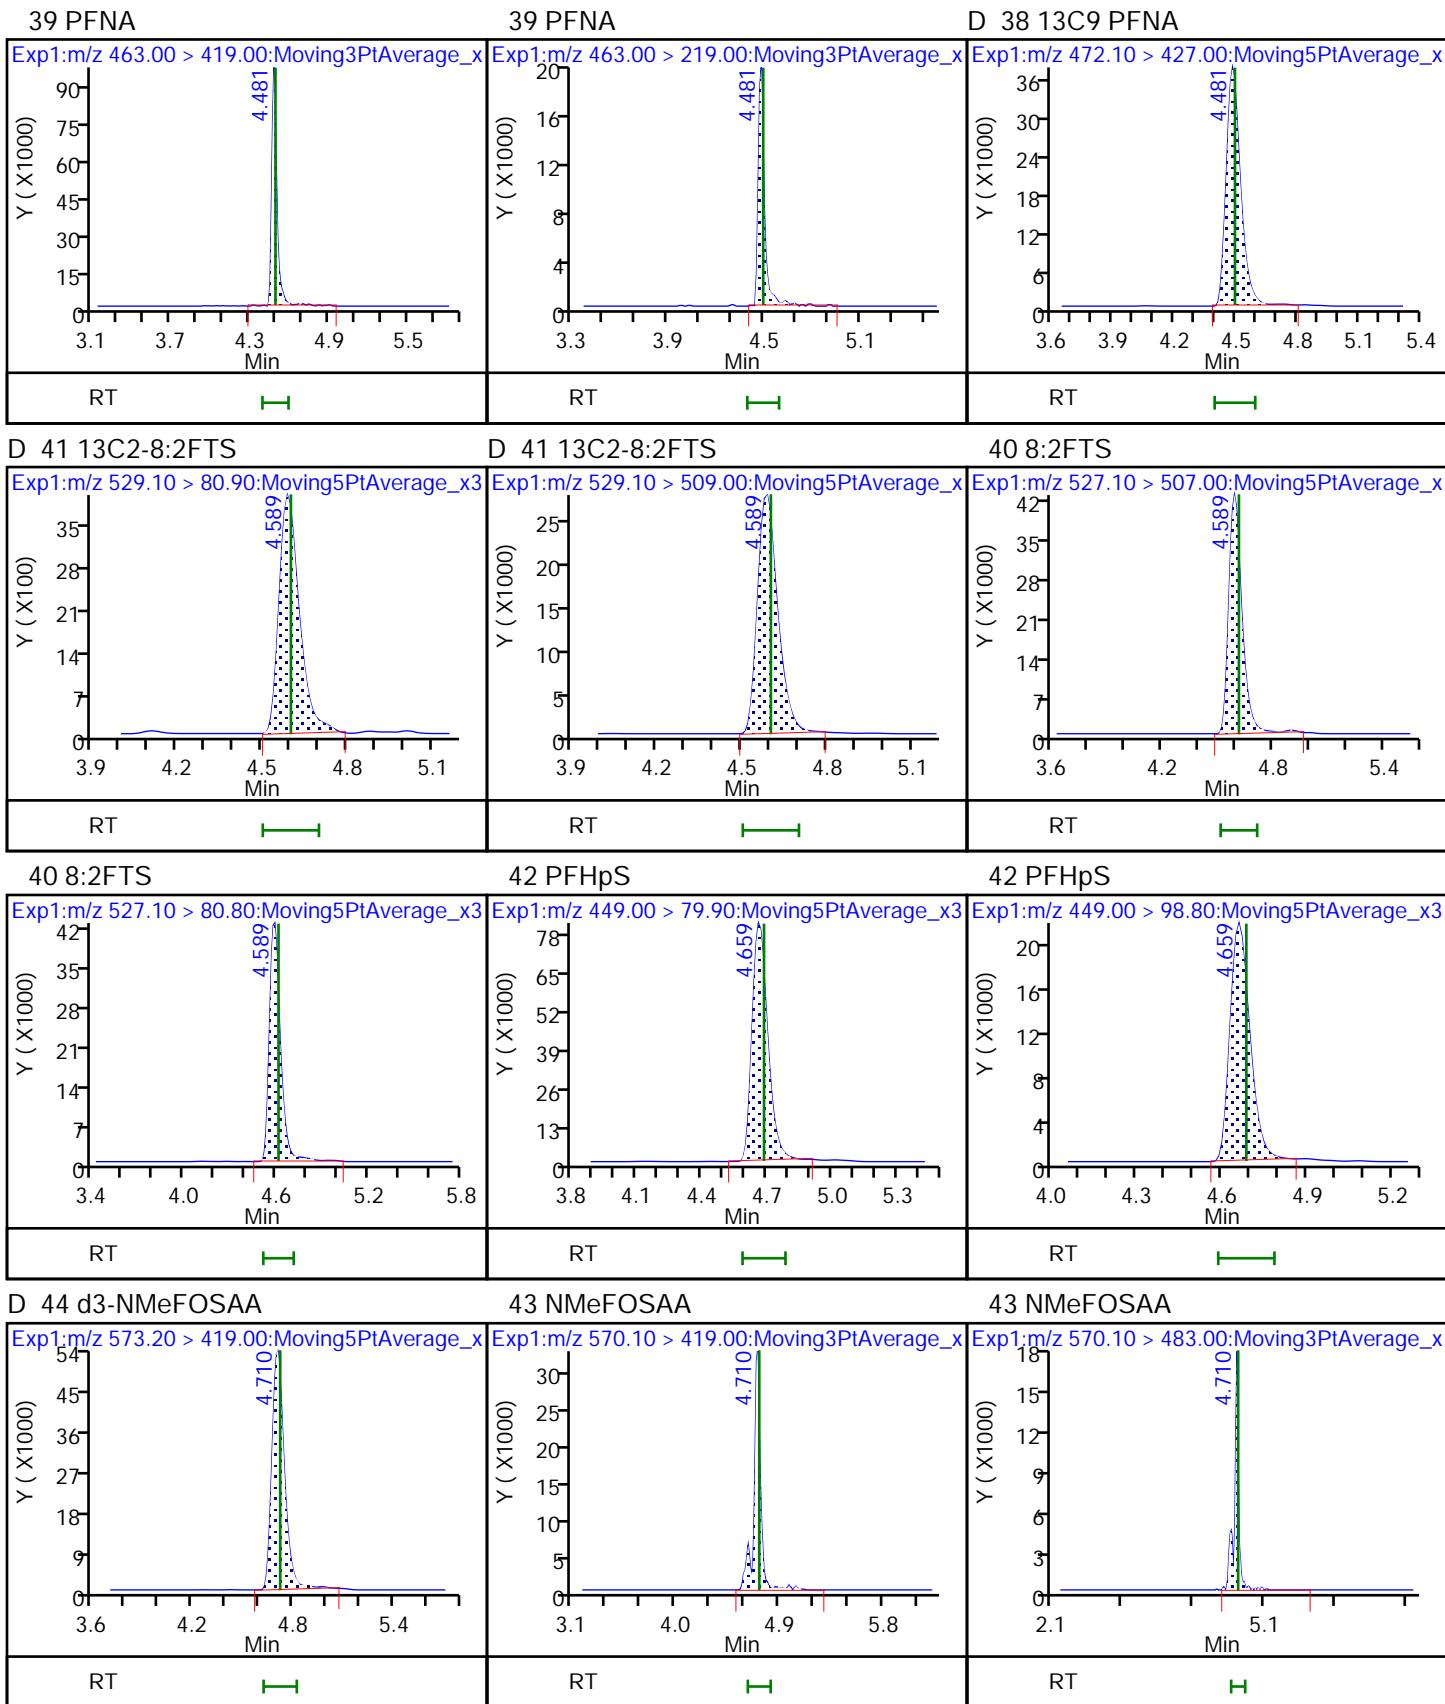 39 PFNA
Exp1:m/z 463.00 > 419.00:Moving3PtAverage_x
4.481
Y ( X1000)
90
75
60
45
30
15
0
3.1 3.7 4.3 4.9 5.5
Min
RT
39 PFNA
Exp1:m/z 463.00 > 219.00:Moving3PtAverage_x
4.481
Y ( X1000)
20
16
12
8
4
0
3.3 3.9 4.5 5.1
Min
RT
D 38 13C9 PFNA
Exp1:m/z 472.10 > 427.00:Moving5PtAverage_x
4.481
Y ( X1000)
36
30
24
18
12
6
0
3.6 3.9 4.2 4.5 4.8 5.1 5.4
Min
RT
D 41 13C2-8:2FTS
Exp1:m/z 529.10 > 80.90:Moving5PtAverage_x3
4.589
Y ( X100)
35
28
21
14
7
0
3.9 4.2 4.5 4.8 5.1
Min
RT
D 41 13C2-8:2FTS
Exp1:m/z 529.10 > 509.00:Moving5PtAverage_x
4.589
Y ( X1000)
25
20
15
10
5
0
3.9 4.2 4.5 4.8 5.1
Min
RT
40 8:2FTS
Exp1:m/z 527.10 > 507.00:Moving5PtAverage_x
4.589
Y ( X1000)
42
35
28
21
14
7
0
3.6 4.2 4.8 5.4
Min
RT
40 8:2FTS
Exp1:m/z 527.10 > 80.80:Moving5PtAverage_x3
4.589
Y ( X1000)
42
35
28
21
14
7
0
3.4 4.0 4.6 5.2 5.8
Min
RT
42 PFHpS
Exp1:m/z 449.00 > 79.90:Moving5PtAverage_x3
4.659
Y ( X1000)
78
65
52
39
26
13
0
3.8 4.1 4.4 4.7 5.0 5.3
Min
RT
42 PFHpS
Exp1:m/z 449.00 > 98.80:Moving5PtAverage_x3
4.659
Y ( X1000)
20
16
12
8
4
0
4.0 4.3 4.6 4.9 5.2
Min
RT
D 44 d3-NMeFOSAA
Exp1:m/z 573.20 > 419.00:Moving5PtAverage_x
4.710
Y ( X1000)
54
45
36
27
18
9
0
3.6 4.2 4.8 5.4
Min
RT
43 NMeFOSAA
Exp1:m/z 570.10 > 419.00:Moving3PtAverage_x
4.710
Y ( X1000)
30
25
20
15
10
5
0
3.1 4.0 4.9 5.8
Min
RT
43 NMeFOSAA
Exp1:m/z 570.10 > 483.00:Moving3PtAverage_x
4.710
Y ( X1000)
18
15
12
9
6
3
0
2.1 5.1
Min
RT